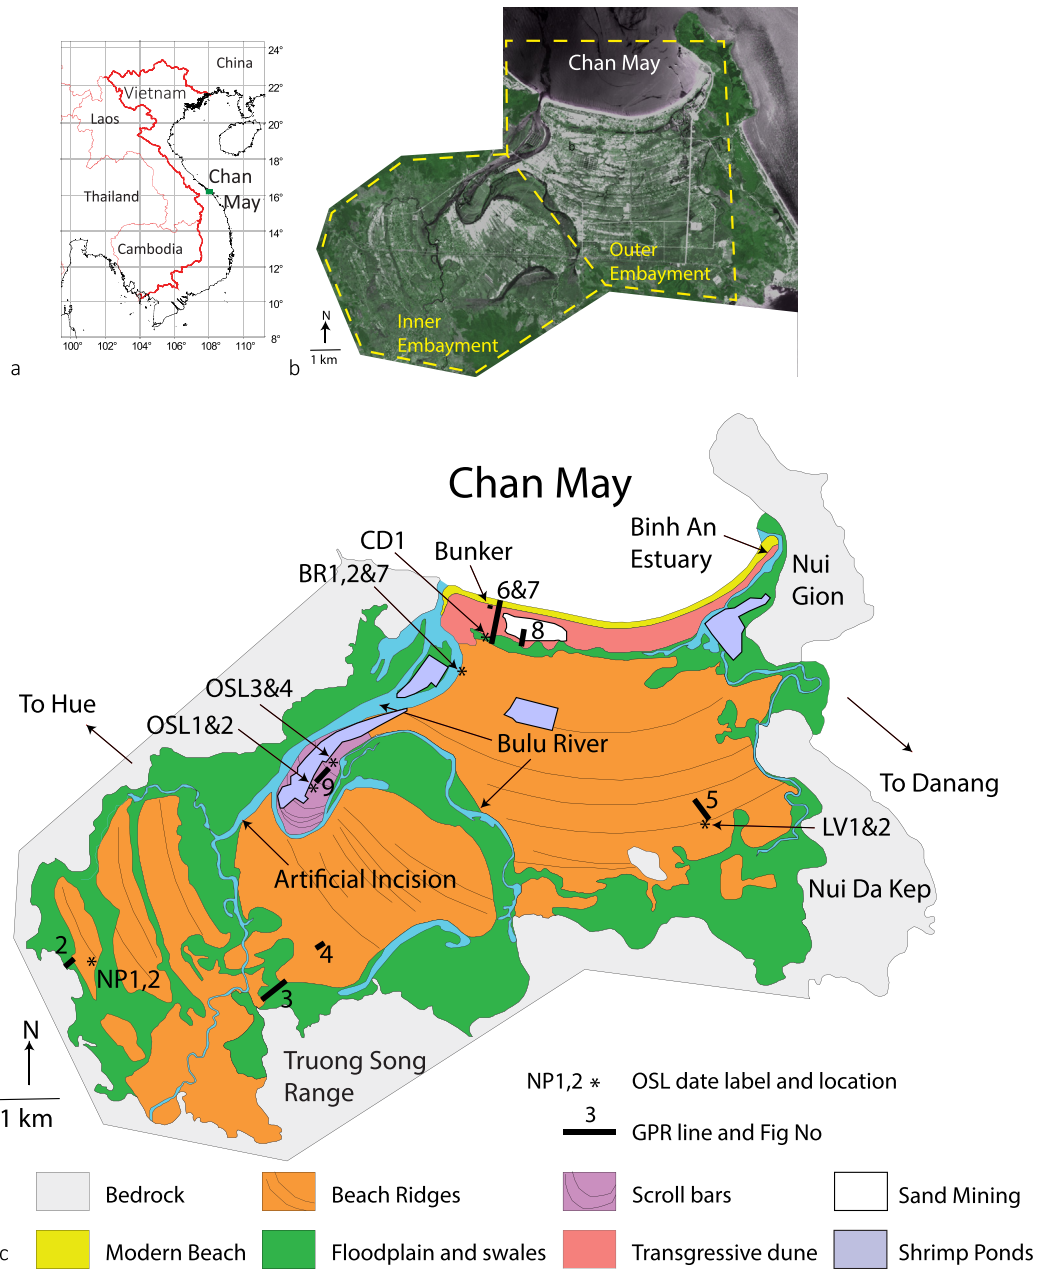 24°
China
22°
Vietnam
Laos
20°
18°
Chan
May
16°
Thailand
14°
Cambodia
12°
10°
8°
100°
102°
104°
106°
108°
110°
a
Chan May
b
Outer
Embayment
Inner
Embayment
N
1 km
b
Chan May
Binh An
Estuary
CD1
Bunker
BR1,2&7
6&7
Nui
Gion
8
OSL3&4
To Hue
OSL1&2
Bulu River
To Danang
9
5
LV1&2
Artificial Incision
Nui Da Kep
2
4
NP1,2
3
N
Truong Song
Range
1 km
NP1,2 * OSL date label and location
3
GPR line and Fig No
Bedrock
Beach Ridges
Scroll bars
Sand Mining
c
Modern Beach
Floodplain and swales
Transgressive dune
Shrimp Ponds